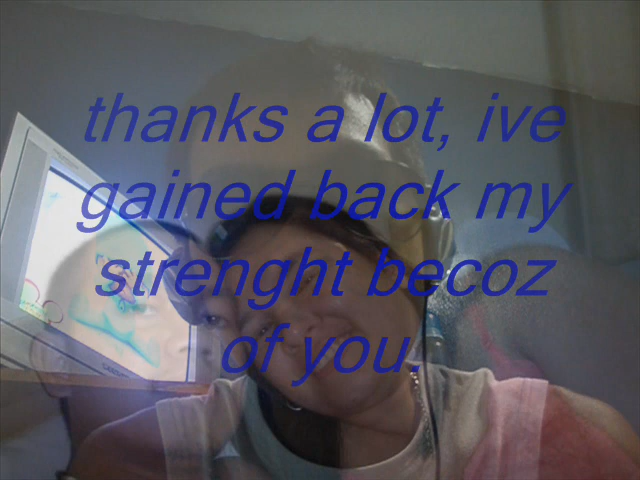 thanks a lot, ive
gained back my
strenght becoz
of you.